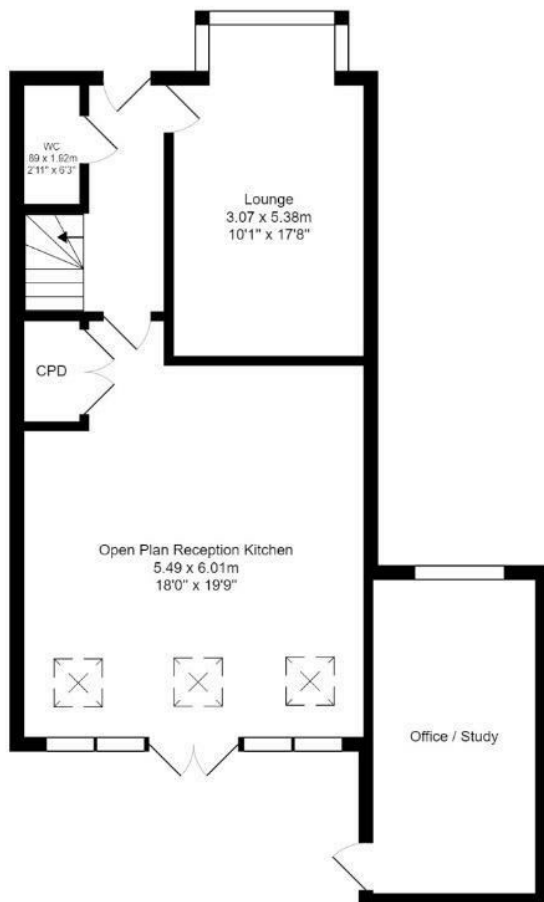 WC
89 x 1.92m
2'11" x 6'3"
Lounge
3.07 x 5.38m
10'1" x 17'8"
CPD
Open Plan Reception Kitchen
5.49 x 6.01m
18'0" x 19'9"
Office / Study